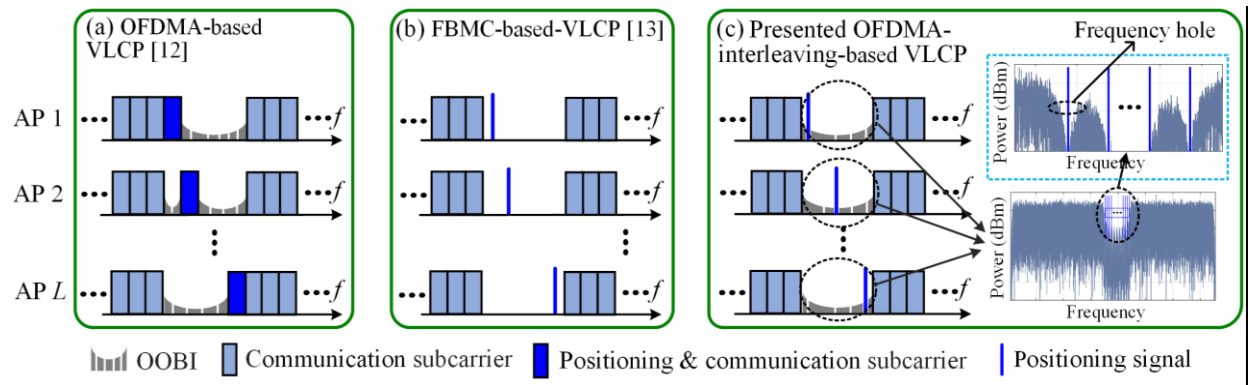 (a) OFDMA-based
VLCP [12]
AP 1
f
AP 2
f
AP L
f
(b) FBMC-based-VLCP [13]
f
f
f
(c) Presented OFDMA-
interleaving-based VLCP
f
f
f
Frequency hole
Power (dBm)
Frequency
Power (dBm)
Frequency
OOBI
Communication subcarrier
Positioning & communication subcarrier
Positioning signal